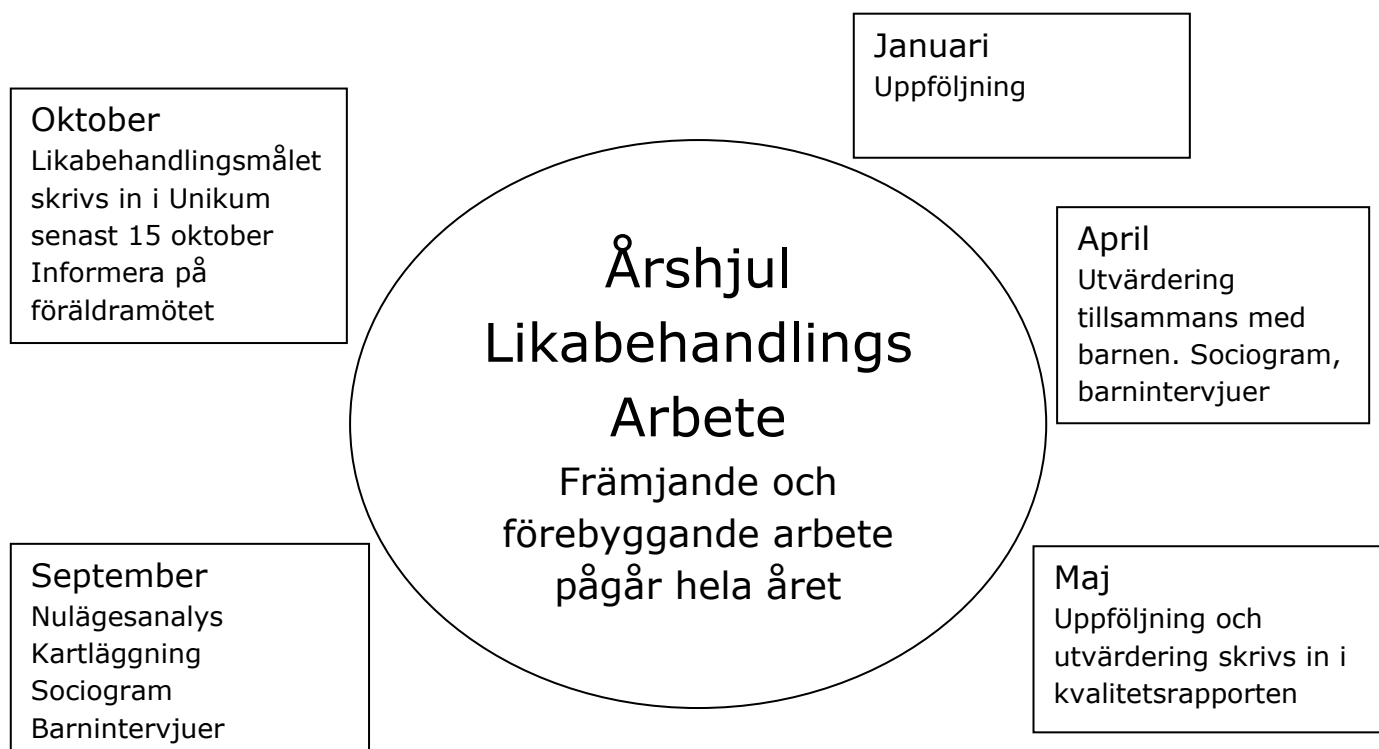 Januari
Uppföljning
Oktober
Likabehandlingsmålet
skrivs in i Unikum
senast 15 oktober
Informera på
föräldramötet
April
Utvärdering
tillsammans med
barnen. Sociogram,
barnintervjuer
Årshjul
Likabehandlings
Arbete
Främjande och
förebyggande arbete
pågår hela året
September
Nulägesanalys
Kartläggning
Sociogram
Barnintervjuer
Maj
Uppföljning och
utvärdering skrivs in i
kvalitetsrapporten